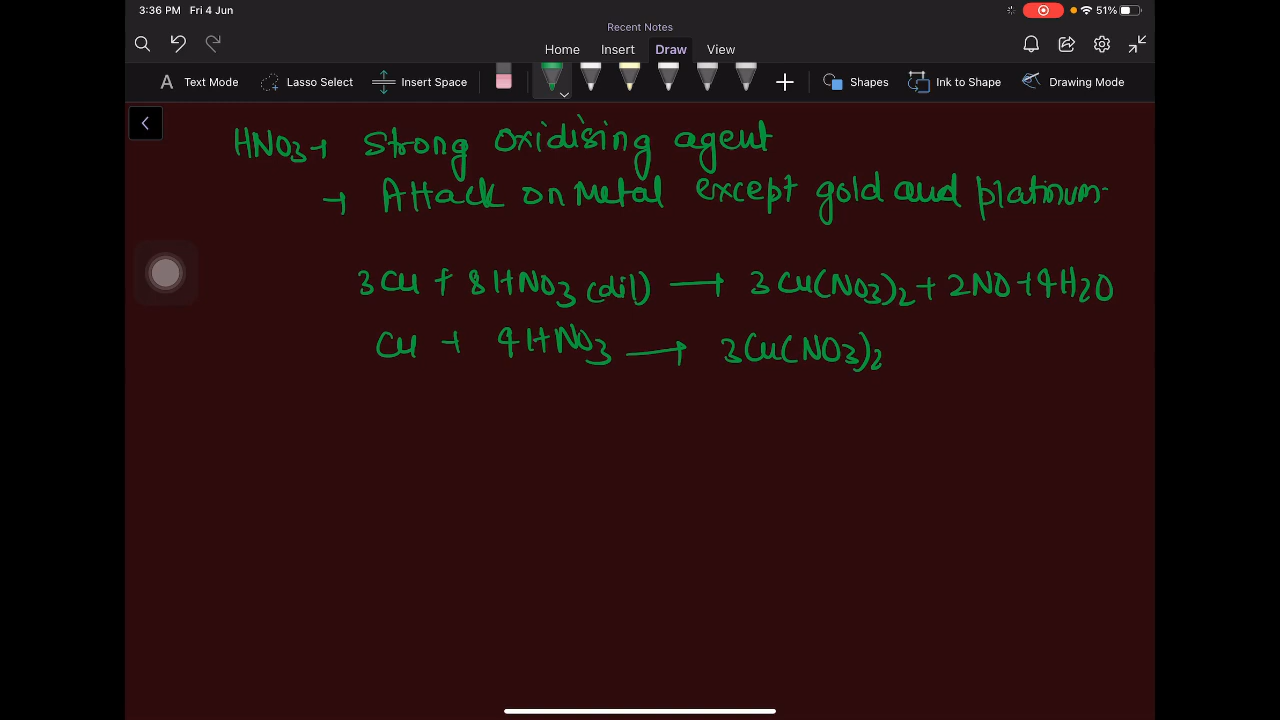 3:36 PM Fri 4 Jun
51%
Recent Notes
Home Insert Draw View
Text Mode Lasso Select Insert Space Shapes Ink to Shape Drawing Mode
HNO3 → Strong oxidising agent
→ Attack on Metal except gold and platinum.
3Cu + 8HNO3 (dil) → 3Cu(NO3)2 + 2NO + 4H2O
Cu + 4HNO3 → 3Cu(NO3)2